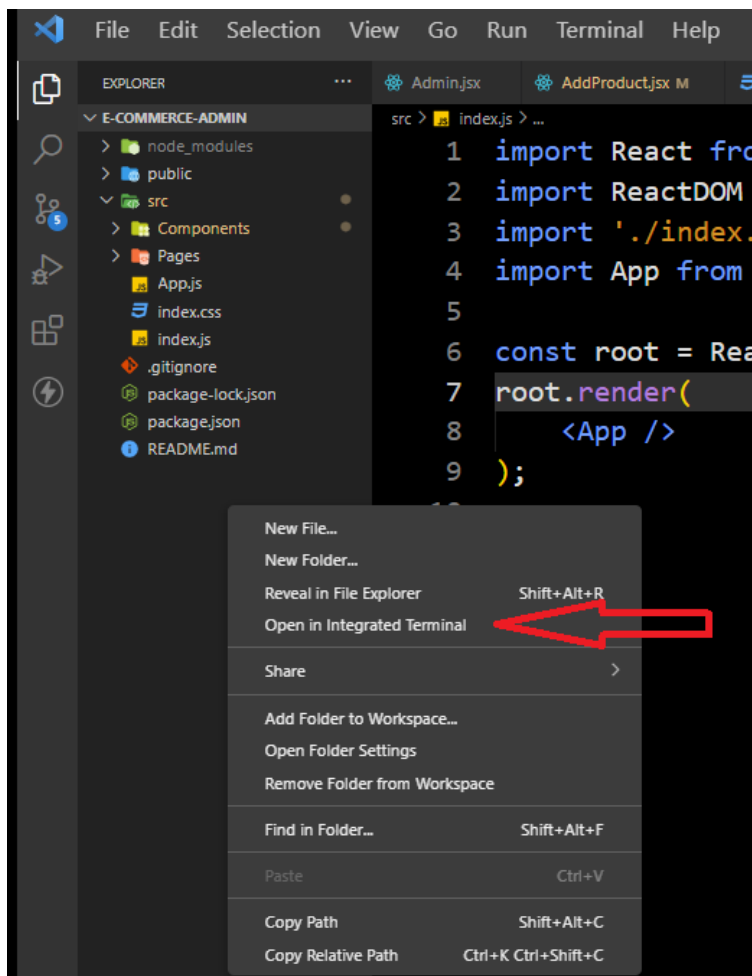 File Edit Selection View Go Run Terminal Help
EXPLORER ... Admin.jsx AddProduct.jsx M
E-COMMERCE-ADMIN src > JS index.js > ...
node_modules
public
src
Components
Pages
JS App.js
index.css
JS index.js
.gitignore
package-lock.json
package.json
README.md
5
1 import React fro
2 import ReactDOM
3 import './index.
4 import App from
5
6 const root = Rea
7 root.render(
8 <App />
9 );
New File...
New Folder...
Reveal in File Explorer Shift+Alt+R
Open in Integrated Terminal
Share >
Add Folder to Workspace...
Open Folder Settings
Remove Folder from Workspace
Find in Folder... Shift+Alt+F
Paste Ctrl+V
Copy Path Shift+Alt+C
Copy Relative Path Ctrl+K Ctrl+Shift+C